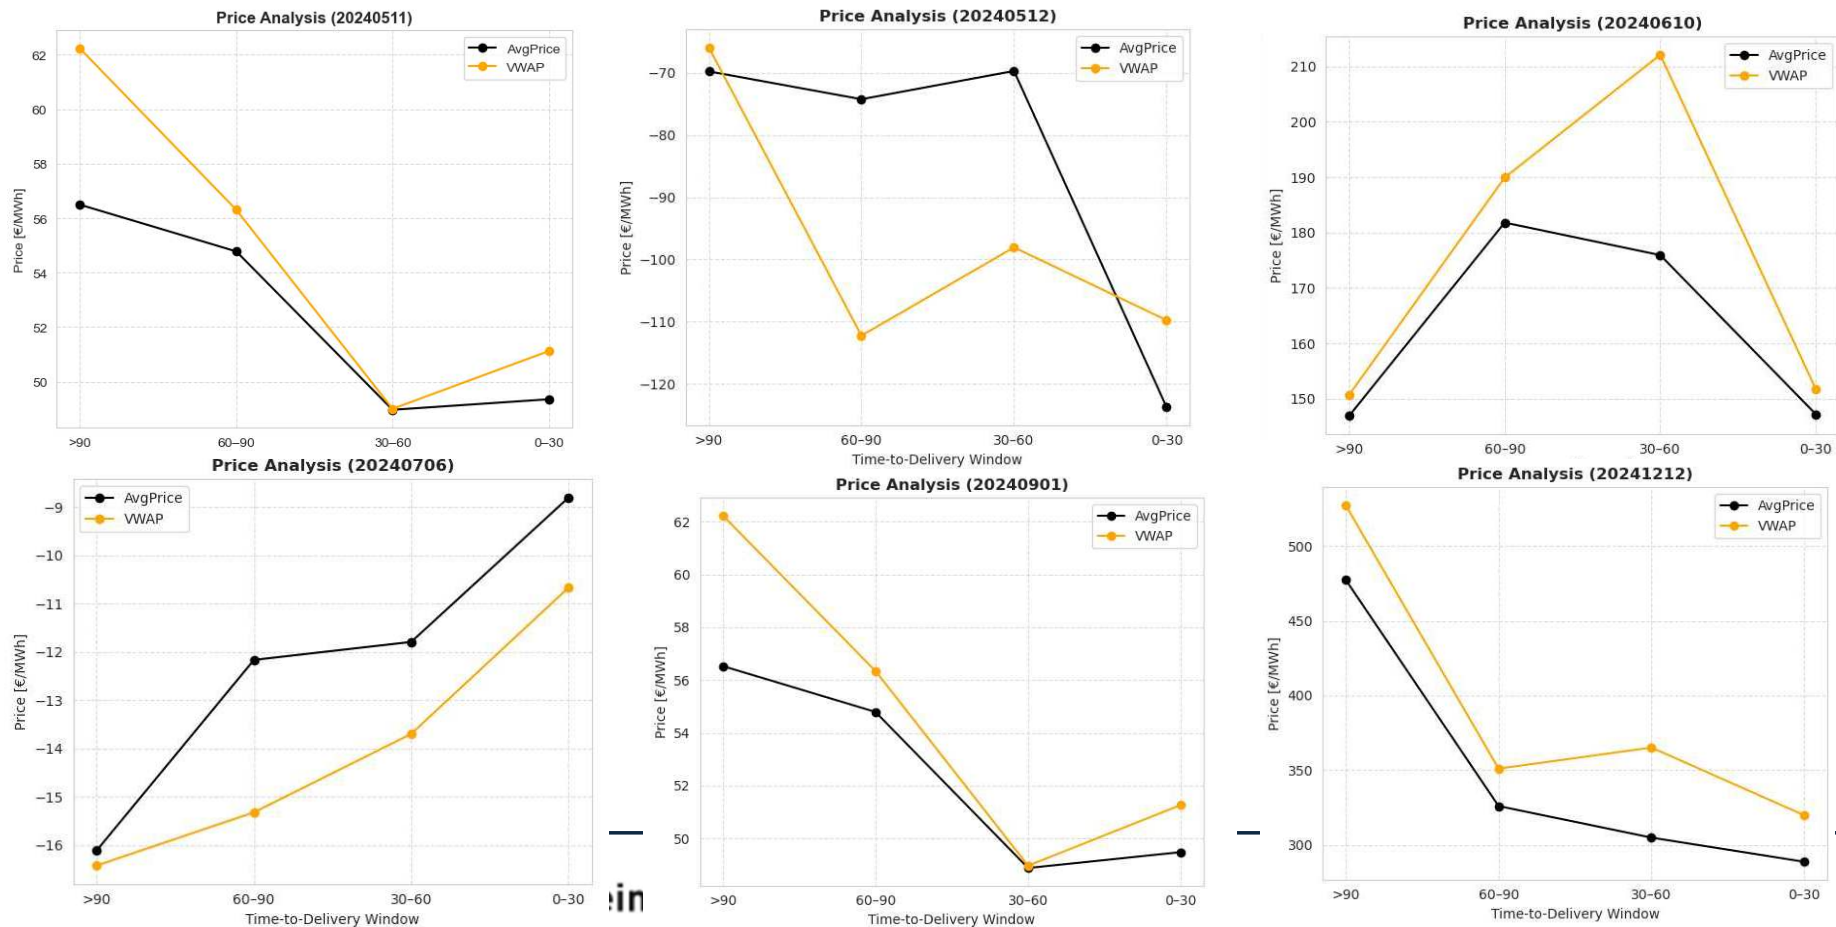 Price Analysis (20240511)
AvgPrice
VWAP
62
60
58
56
54
52
50
Price [€/MWh]
>90
60–90
30–60
0–30
Price Analysis (20240512)
AvgPrice
VWAP
−70
−80
−90
−100
−110
−120
Price [€/MWh]
>90
60–90
30–60
0–30
Time-to-Delivery Window
Price Analysis (20240610)
AvgPrice
VWAP
210
200
190
180
170
160
150
Price [€/MWh]
>90
60–90
30–60
0–30
Price Analysis (20240706)
AvgPrice
VWAP
−9
−10
−11
−12
−13
−14
−15
−16
Price [€/MWh]
>90
60–90
30–60
0–30
Time-to-Delivery Window
Price Analysis (20240901)
AvgPrice
VWAP
62
60
58
56
54
52
50
Price [€/MWh]
>90
60–90
30–60
0–30
Time-to-Delivery Window
Price Analysis (20241212)
AvgPrice
VWAP
500
450
400
350
300
Price [€/MWh]
>90
60–90
30–60
0–30
Time-to-Delivery Window